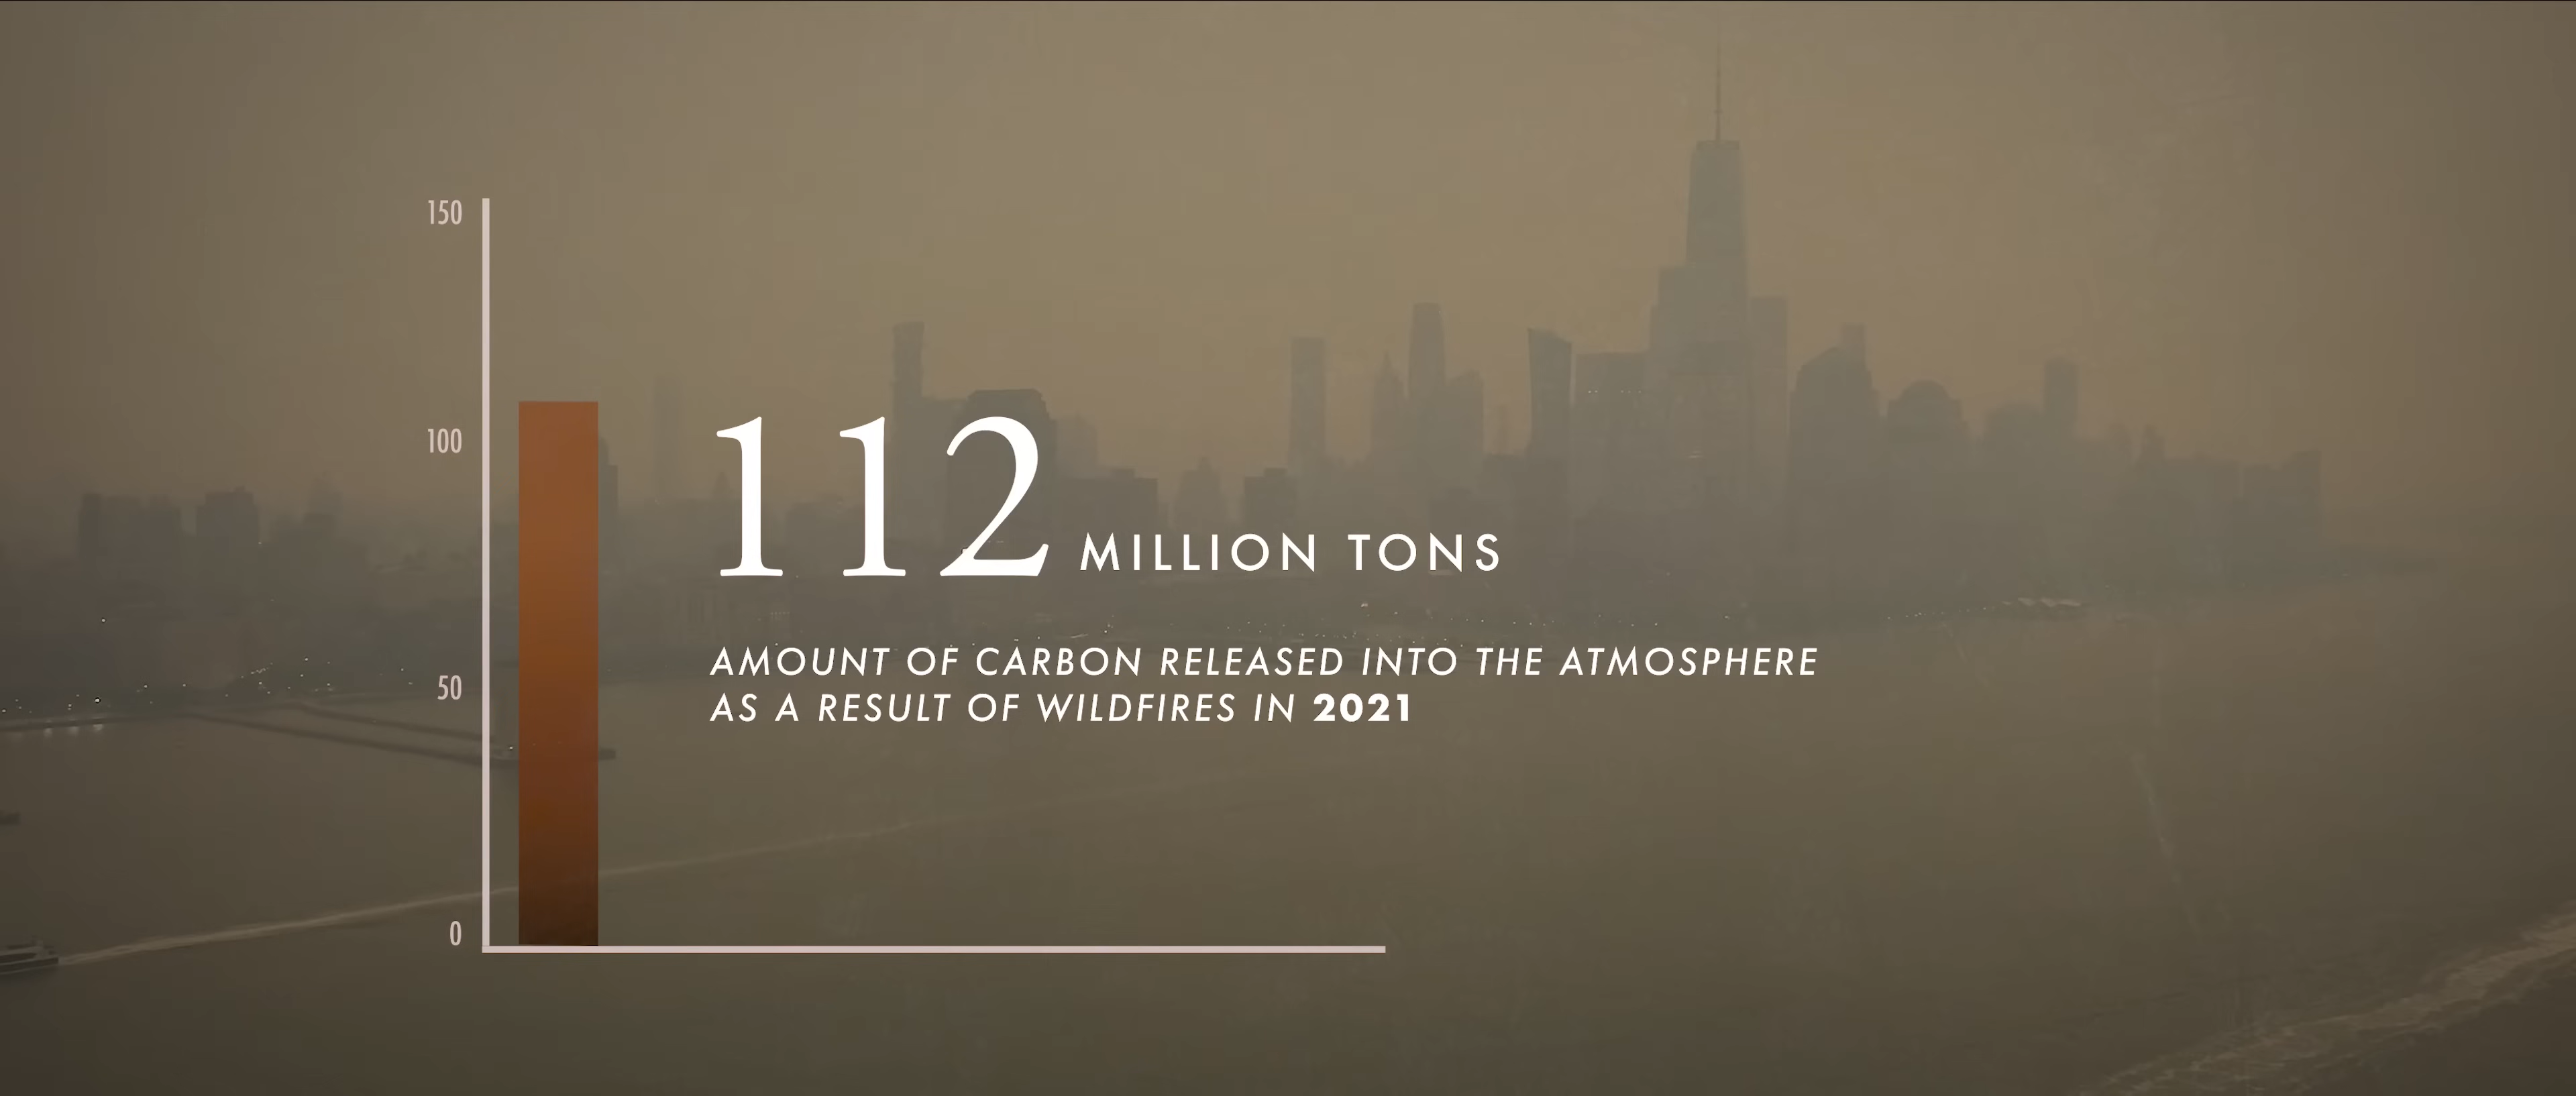 150
100
50
0
112 MILLION TONS
AMOUNT OF CARBON RELEASED INTO THE ATMOSPHERE
AS A RESULT OF WILDFIRES IN 2021